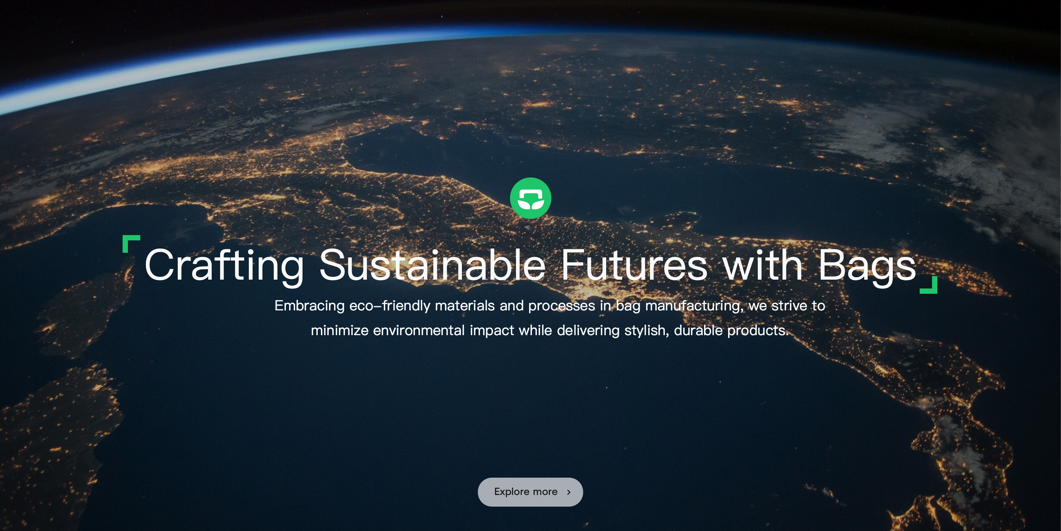 Crafting Sustainable Futures with Bags
Embracing eco-friendly materials and processes in bag manufacturing, we strive to
minimize environmental impact while delivering stylish, durable products.
Explore more